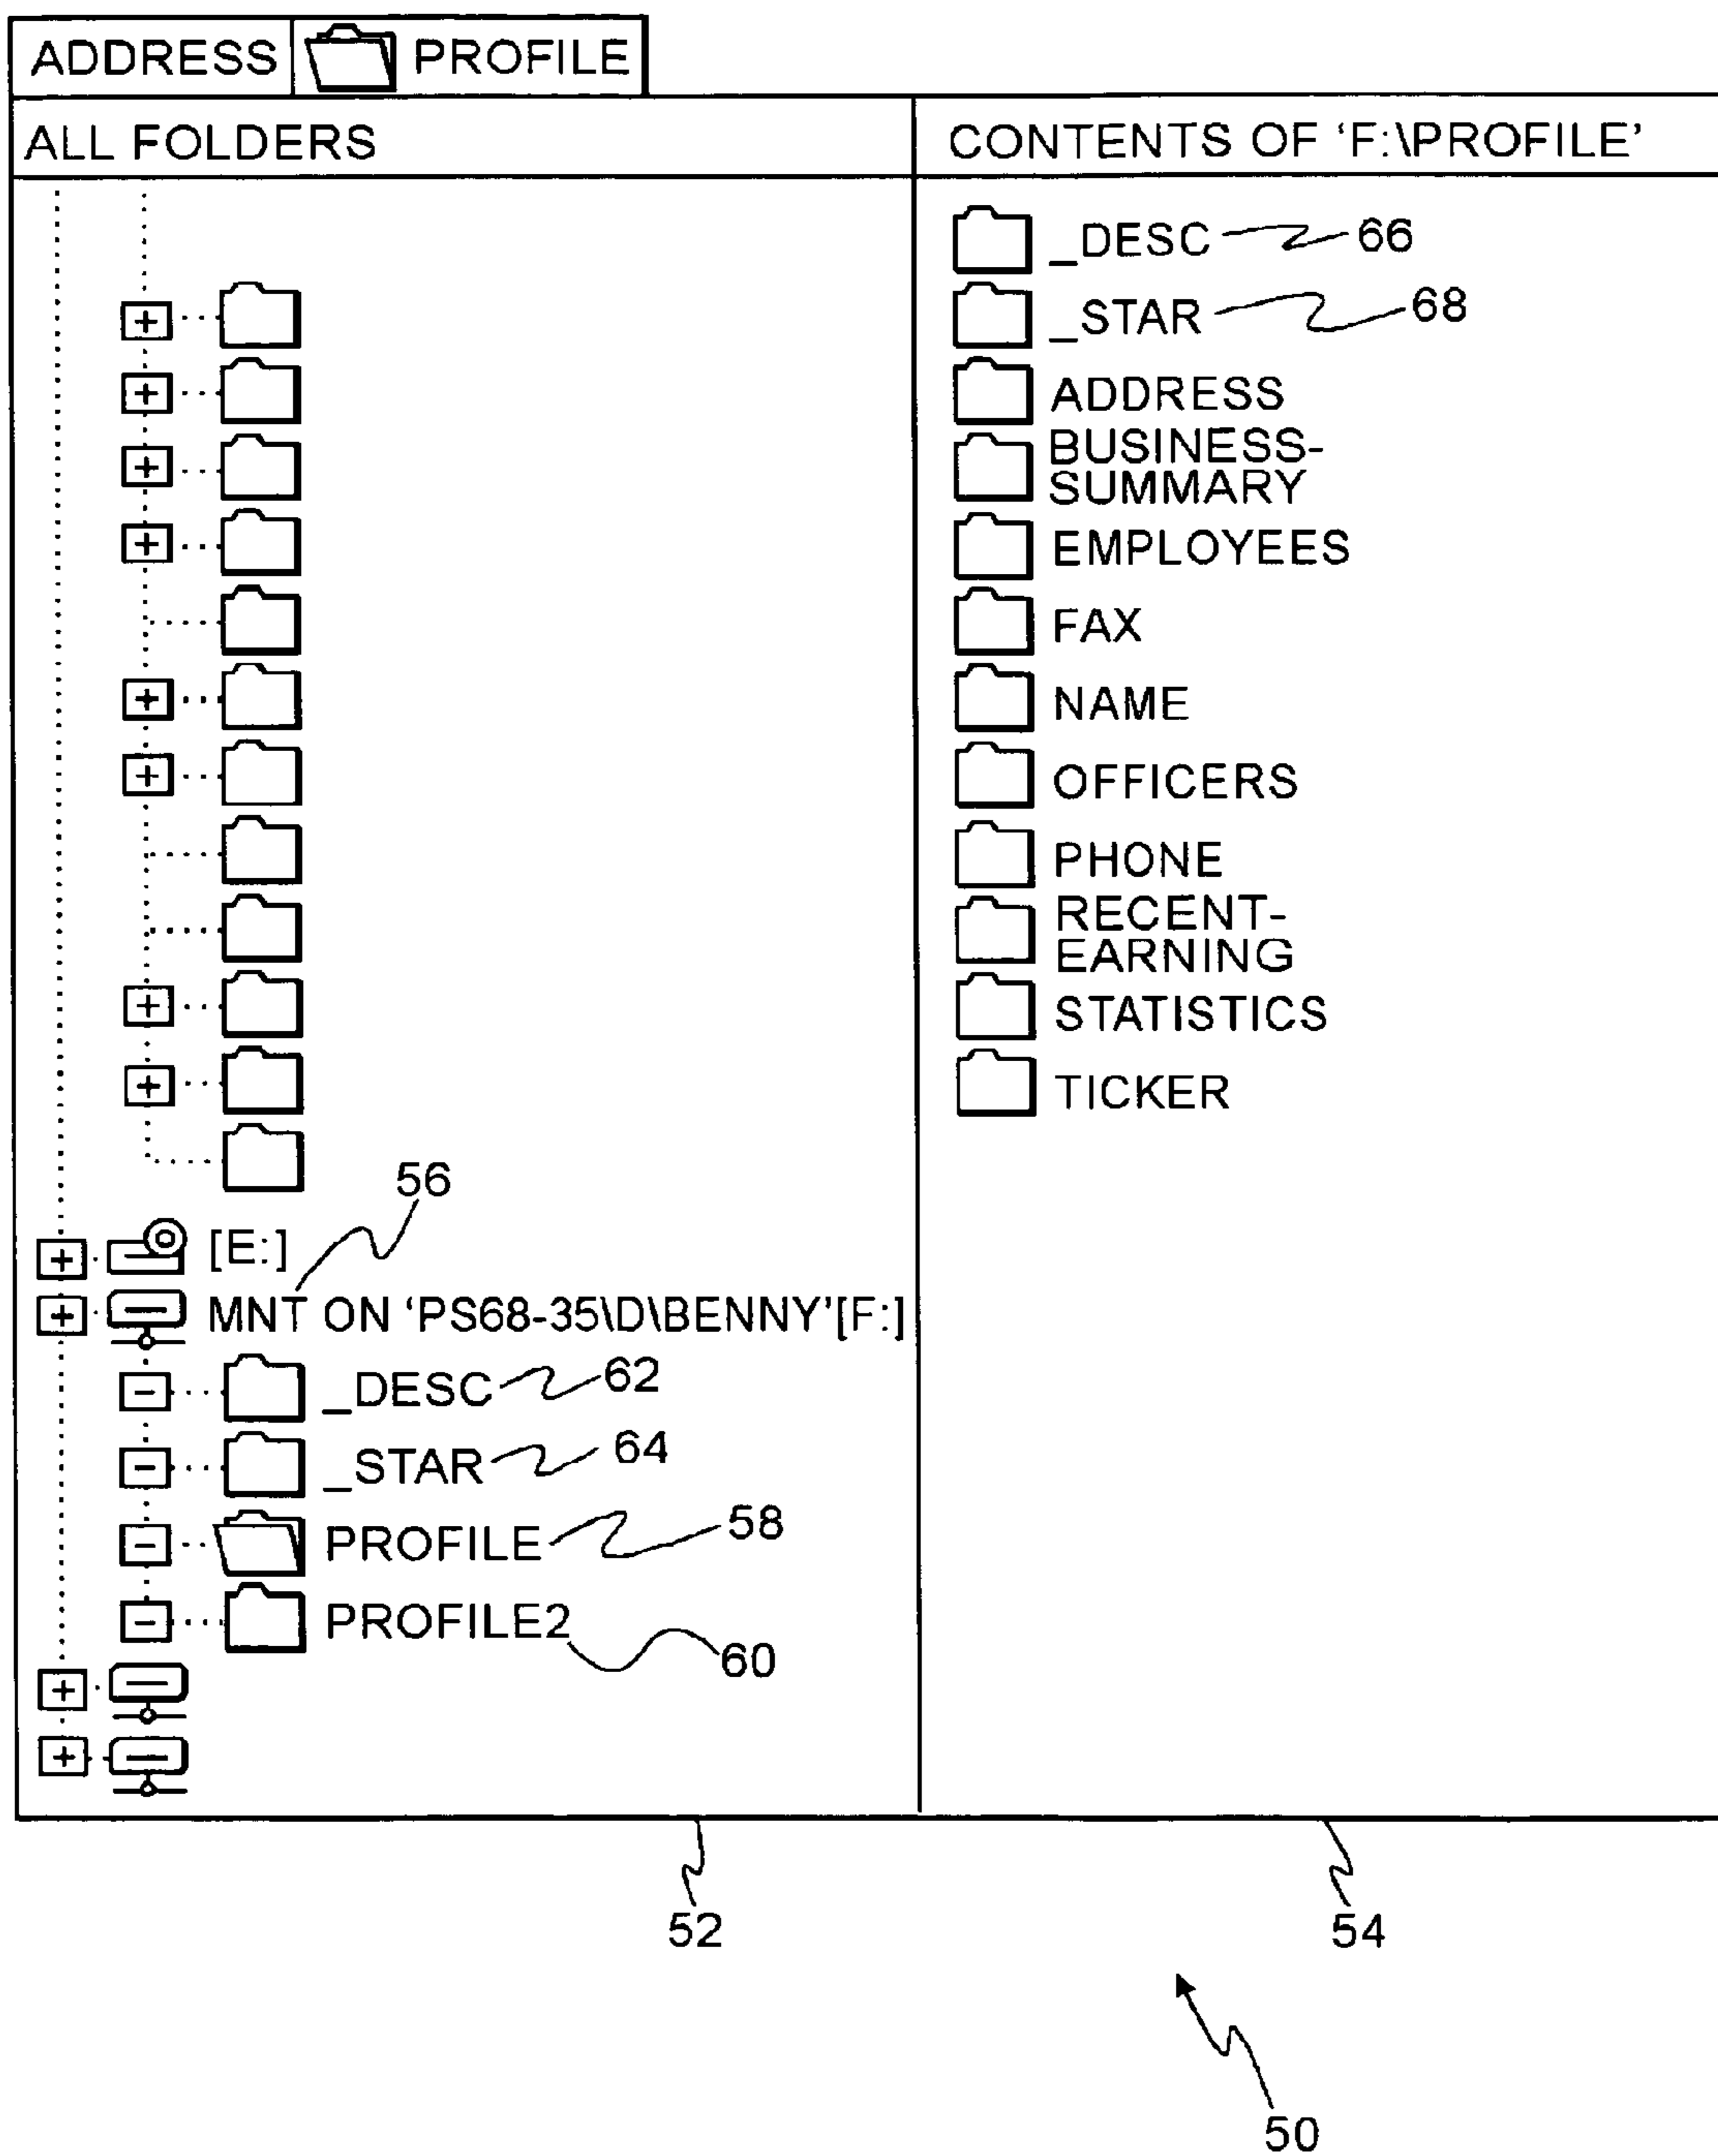 ADDRESS PROFILE
ALL FOLDERS
[E:]
56
MNT ON 'PS68-35\D\BENNY'[F:]
_DESC 62
_STAR 64
PROFILE 58
PROFILE2 60
CONTENTS OF 'F:\PROFILE'
_DESC 66
_STAR 68
ADDRESS
BUSINESS-
SUMMARY
EMPLOYEES
FAX
NAME
OFFICERS
PHONE
RECENT-
EARNING
STATISTICS
TICKER
52
54
50